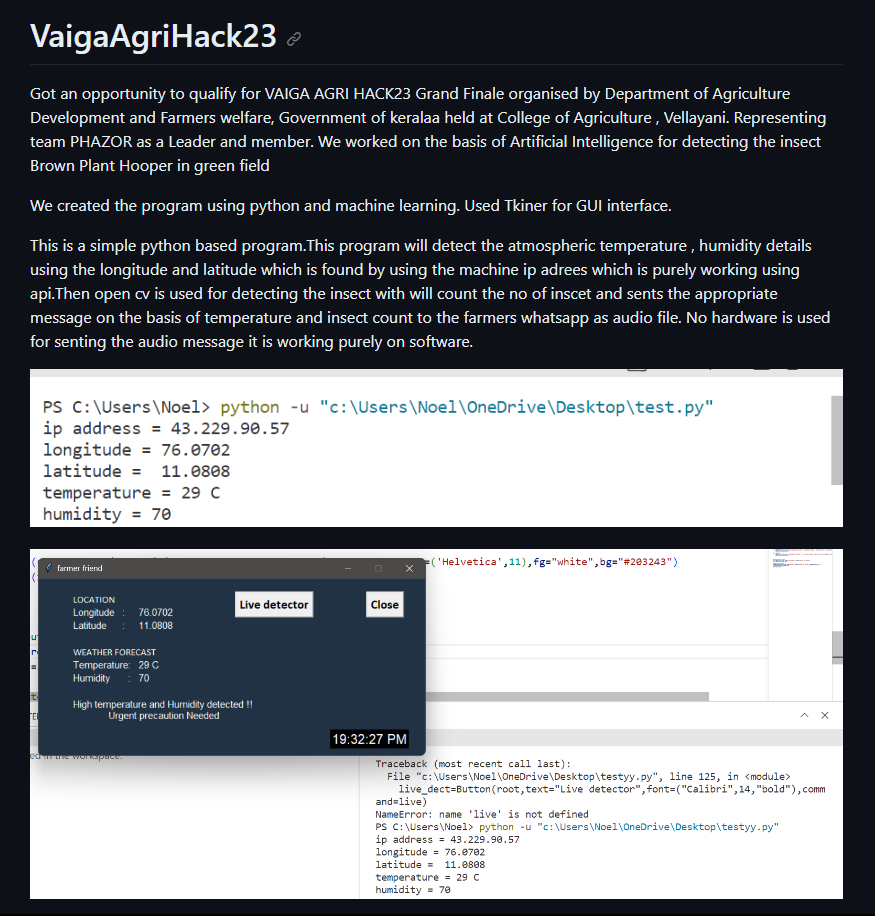 VaigaAgriHack23
Got an opportunity to qualify for VAIGA AGRI HACK23 Grand Finale organised by Department of Agriculture
Development and Farmers welfare, Government of keralaa held at College of Agriculture , Vellayani. Representing
team PHAZOR as a Leader and member. We worked on the basis of Artificial Intelligence for detecting the insect
Brown Plant Hooper in green field
We created the program using python and machine learning. Used Tkiner for GUI interface.
This is a simple python based program.This program will detect the atmospheric temperature , humidity details
using the longitude and latitude which is found by using the machine ip adrees which is purely working using
api.Then open cv is used for detecting the insect with will count the no of inscet and sents the appropriate
message on the basis of temperature and insect count to the farmers whatsapp as audio file. No hardware is used
for senting the audio message it is working purely on software.
PS C:\Users\Noel> python -u "c:\Users\Noel\OneDrive\Desktop\test.py"
ip address = 43.229.90.57
longitude = 76.0702
latitude =  11.0808
temperature = 29 C
humidity = 70
=('Helvetica',11),fg="white",bg="#203243")
farmer friend
LOCATION
Longitude : 76.0702
Latitude : 11.0808
Live detector
Close
WEATHER FORECAST
Temperature: 29 C
Humidity : 70
High temperature and Humidity detected !!
Urgent precaution Needed
19:32:27 PM
ed in the workspace.
Traceback (most recent call last):
File "c:\Users\Noel\OneDrive\Desktop\testyy.py", line 125, in <module>
live_dect=Button(root,text="Live detector",font=("Calibri",14,"bold"),comm
and=live)
NameError: name 'live' is not defined
PS C:\Users\Noel> python -u "c:\Users\Noel\OneDrive\Desktop\testyy.py"
ip address = 43.229.90.57
longitude = 76.0702
latitude =  11.0808
temperature = 29 C
humidity = 70